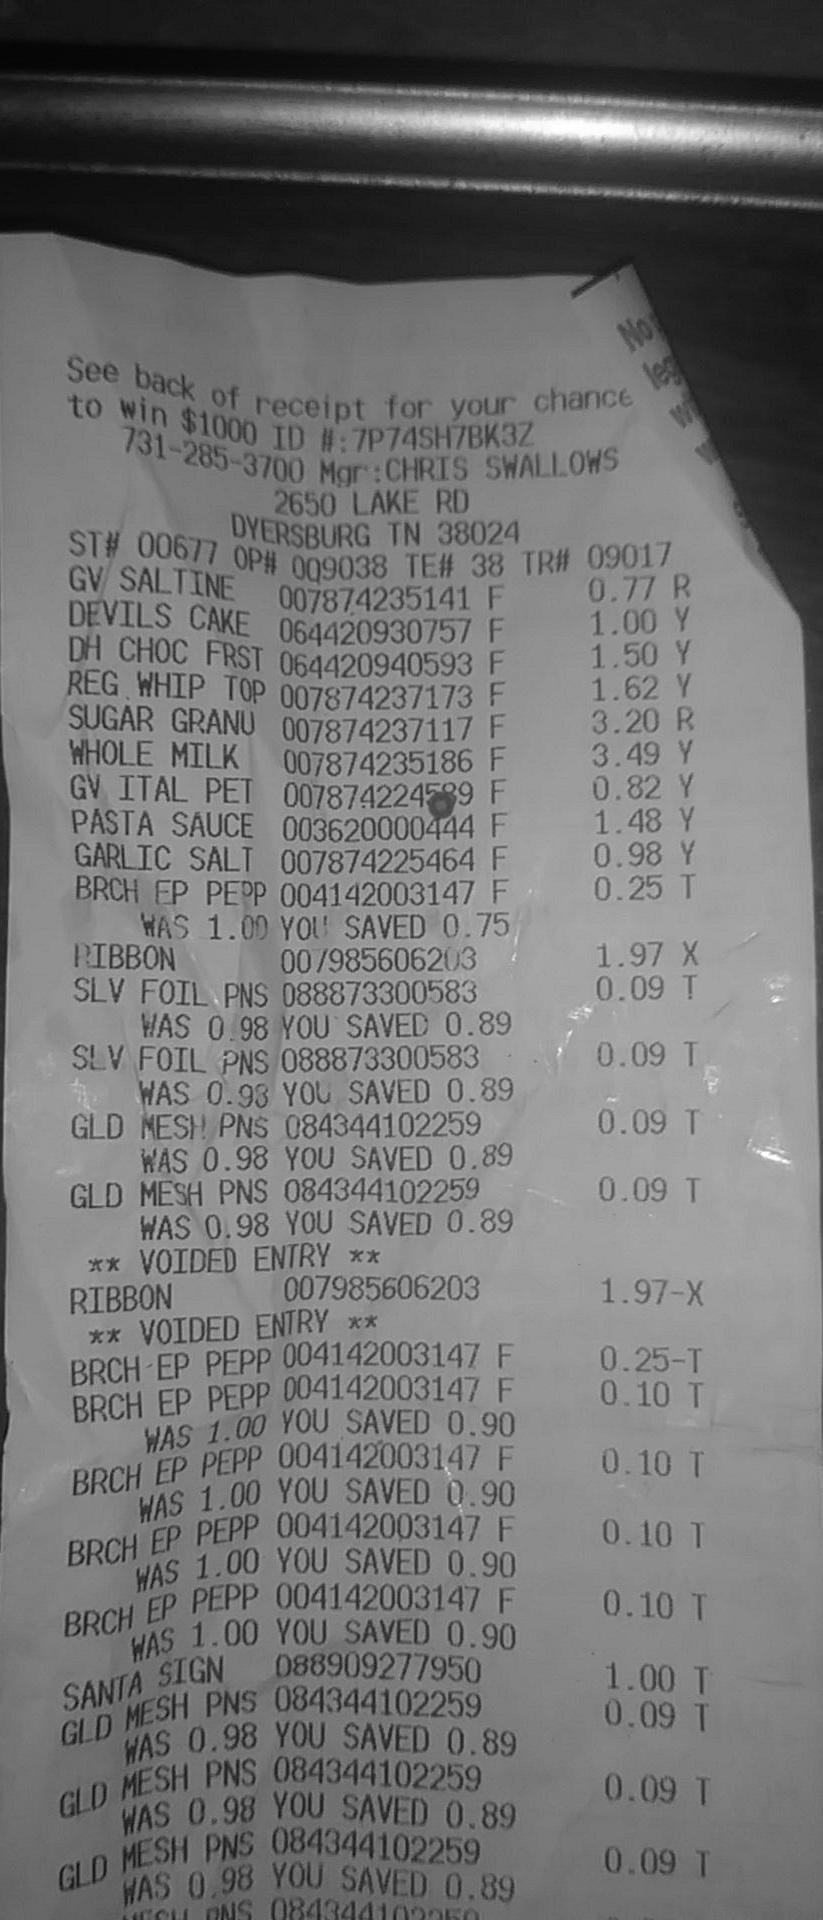 See back of receipt for your chance
to win $1000 ID #:7P74SH7BK3Z
731-285-3700 Mgr:CHRIS SWALLOWS
2650 LAKE RD
DYERSBURG TN 38024
ST# 00677 OP# 009038 TE# 38 TR# 09017
GV SALTINE 007874235141 F 0.77 R
DEVILS CAKE 064420930757 F 1.00 Y
DH CHOC FRST 064420940593 F 1.50 Y
REG WHIP TOP 007874237173 F 1.62 Y
SUGAR GRANU 007874237117 F 3.20 R
WHOLE MILK 007874235186 F 3.49 Y
GV ITAL PET 007874224589 F 0.82 Y
PASTA SAUCE 003620000444 F 1.48 Y
GARLIC SALT 007874225464 F 0.98 Y
BRCH EP PEPP 004142003147 F 0.25 T
WAS 1.00 YOU SAVED 0.75
RIBBON 007985606203 1.97 X
SLV FOIL PNS 088873300583 0.09 T
WAS 0.98 YOU SAVED 0.89
SLV FOIL PNS 088873300583 0.09 T
WAS 0.98 YOU SAVED 0.89
GLD MESH PNS 084344102259 0.09 T
WAS 0.98 YOU SAVED 0.89
GLD MESH PNS 084344102259 0.09 T
WAS 0.98 YOU SAVED 0.89
** VOIDED ENTRY **
RIBBON 007985606203 1.97-X
** VOIDED ENTRY **
BRCH EP PEPP 004142003147 F 0.25-T
BRCH EP PEPP 004142003147 F 0.10 T
WAS 1.00 YOU SAVED 0.90
BRCH EP PEPP 004142003147 F 0.10 T
WAS 1.00 YOU SAVED 0.90
BRCH EP PEPP 004142003147 F 0.10 T
WAS 1.00 YOU SAVED 0.90
BRCH EP PEPP 004142003147 F 0.10 T
WAS 1.00 YOU SAVED 0.90
SANTA SIGN 088909277950 1.00 T
GLD MESH PNS 084344102259 0.09 T
WAS 0.98 YOU SAVED 0.89
GLD MESH PNS 084344102259 0.09 T
WAS 0.98 YOU SAVED 0.89
GLD MESH PNS 084344102259 0.09 T
WAS 0.98 YOU SAVED 0.89
MESH PNS 084344102259